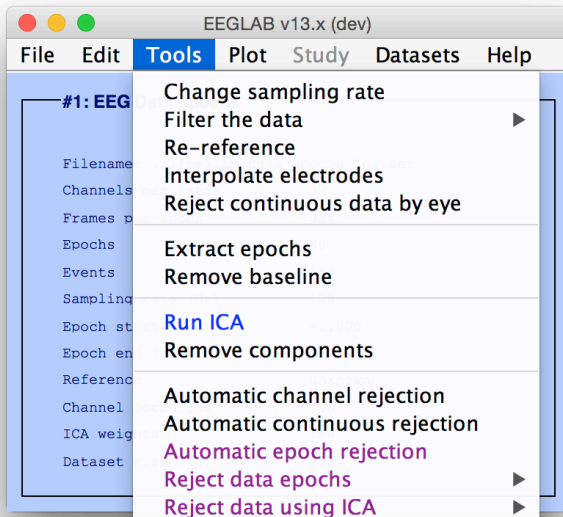 EEGLAB v13.x (dev)
File Edit Tools Plot Study Datasets Help
#1: EEG
Change sampling rate
Filter the data
Re-reference
Interpolate electrodes
Reject continuous data by eye
Extract epochs
Remove baseline
Run ICA
Remove components
Automatic channel rejection
Automatic continuous rejection
Automatic epoch rejection
Reject data epochs
Reject data using ICA
Filename
Channels
Frames
Epochs
Events
Sampling
Epoch
Epoch
Reference
Channel
ICA
Dataset